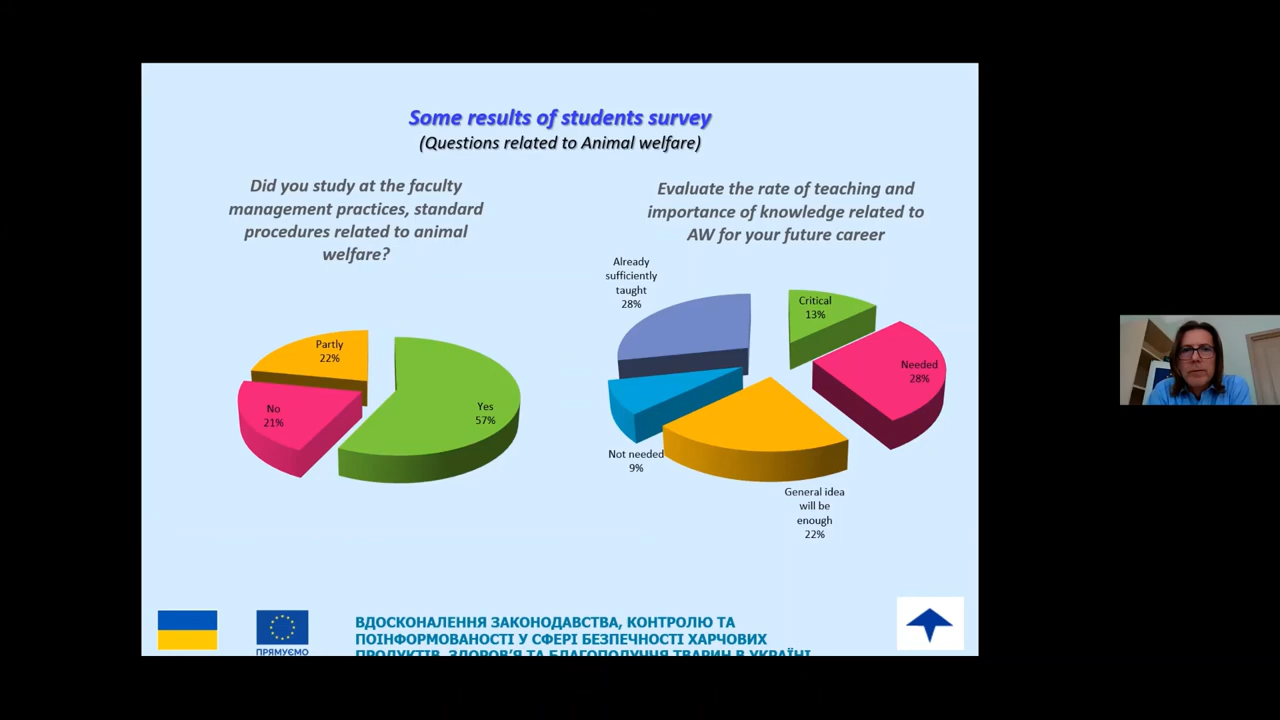 Some results of students survey
(Questions related to Animal welfare)
Did you study at the faculty
management practices, standard
procedures related to animal
welfare?
Partly
22%
No
21%
Yes
57%
Evaluate the rate of teaching and
importance of knowledge related to
AW for your future career
Already
sufficiently
taught
28%
Critical
13%
Needed
28%
Not needed
9%
General idea
will be
enough
22%
ПРЯМУЄМО
ВДОСКОНАЛЕННЯ ЗАКОНОДАВСТВА, КОНТРОЛЮ ТА
ПОІНФОРМОВАНОСТІ У СФЕРІ БЕЗПЕЧНОСТІ ХАРЧОВИХ
ПРОДУКТІВ, ЗДОРОВ'Я ТА БЛАГОПОЛУЧЧЯ ТВАРИН В УКРАЇНІ